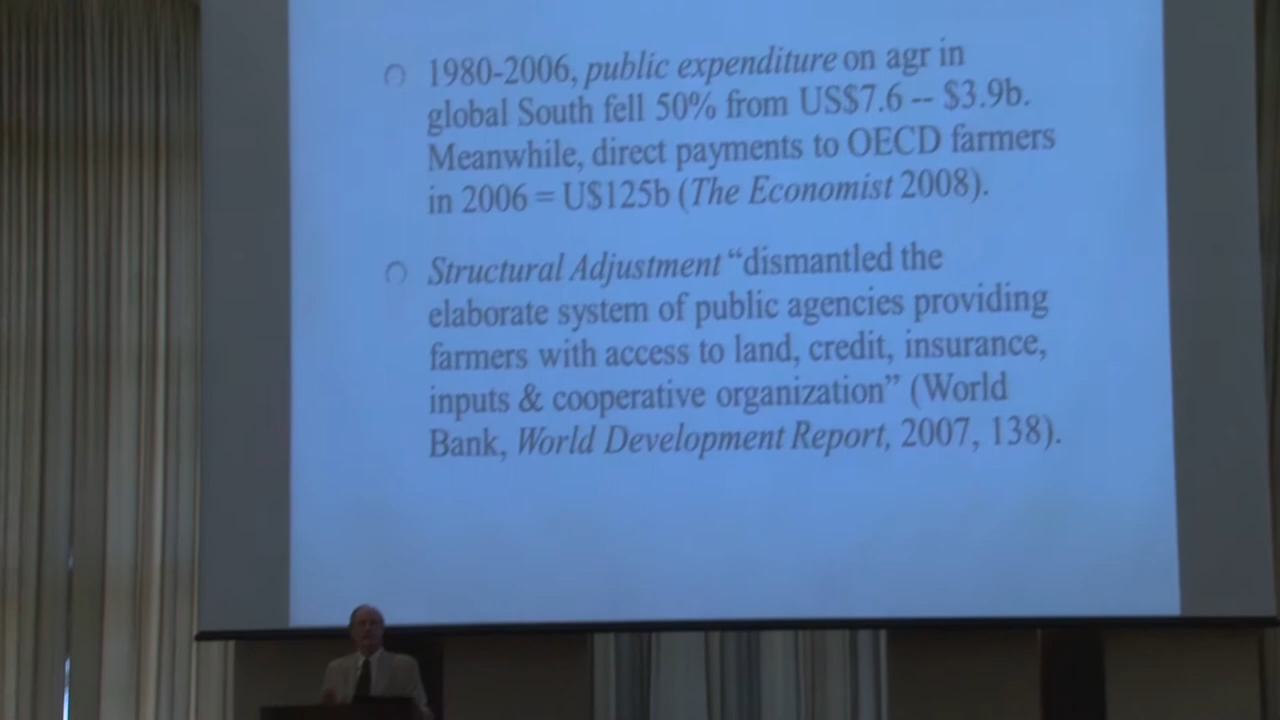 1980-2006, public expenditure on agr in
global South fell 50% from US$7.6 -- $3.9b.
Meanwhile, direct payments to OECD farmers
in 2006 = U$125b (The Economist 2008).
Structural Adjustment “dismantled the
elaborate system of public agencies providing
farmers with access to land, credit, insurance,
inputs & cooperative organization” (World
Bank, World Development Report, 2007, 138).